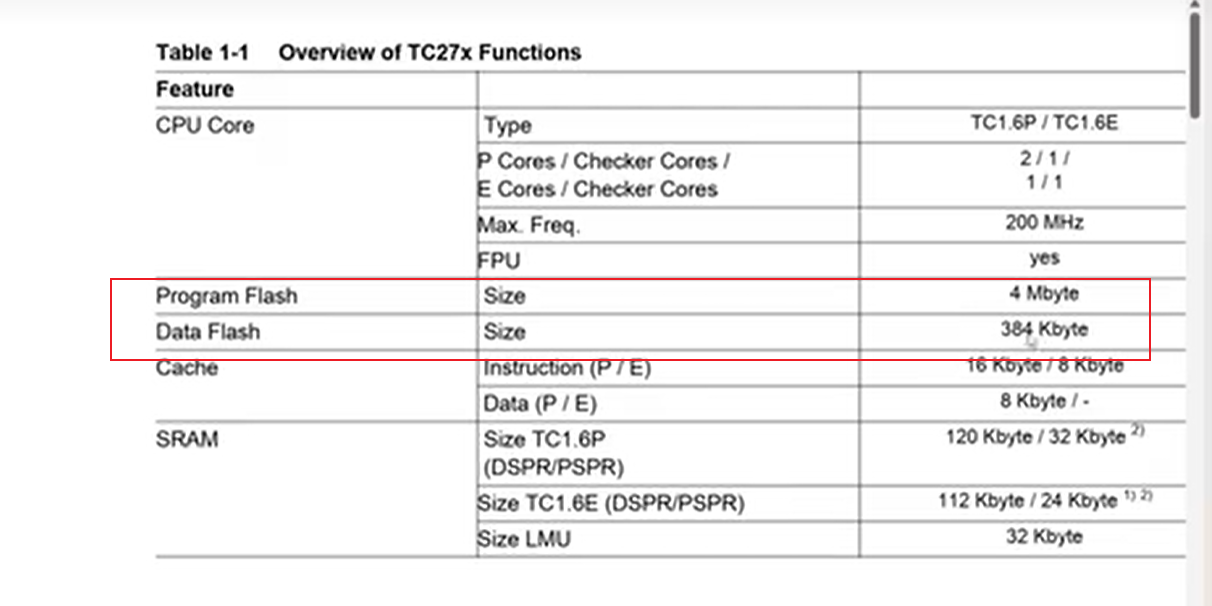 Table 1-1 Overview of TC27x Functions
Feature
CPU Core Type TC1.6P / TC1.6E
P Cores / Checker Cores / 2 / 1 /
E Cores / Checker Cores 1 / 1
Max. Freq. 200 MHz
FPU yes
Program Flash Size 4 Mbyte
Data Flash Size 384 Kbyte
Cache Instruction (P / E) 16 Kbyte / 8 Kbyte
Data (P / E) 8 Kbyte / -
SRAM Size TC1.6P 120 Kbyte / 32 Kbyte 2)
(DSPR/PSPR)
Size TC1.6E (DSPR/PSPR) 112 Kbyte / 24 Kbyte 1) 2)
Size LMU 32 Kbyte